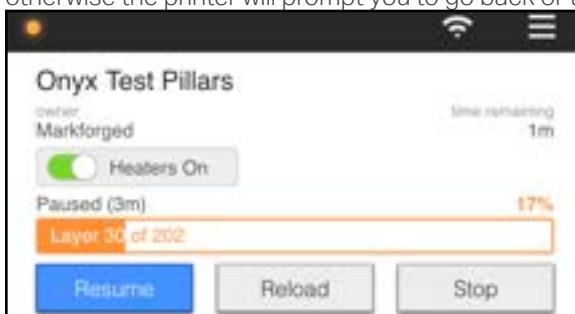 otherwise the printer will prompt you to go back or
Onyx Test Pillars
owner
time remaining
Markforged
1m
Heaters On
Paused (3m)
17%
Layer 30 of 202
Resume
Reload
Stop